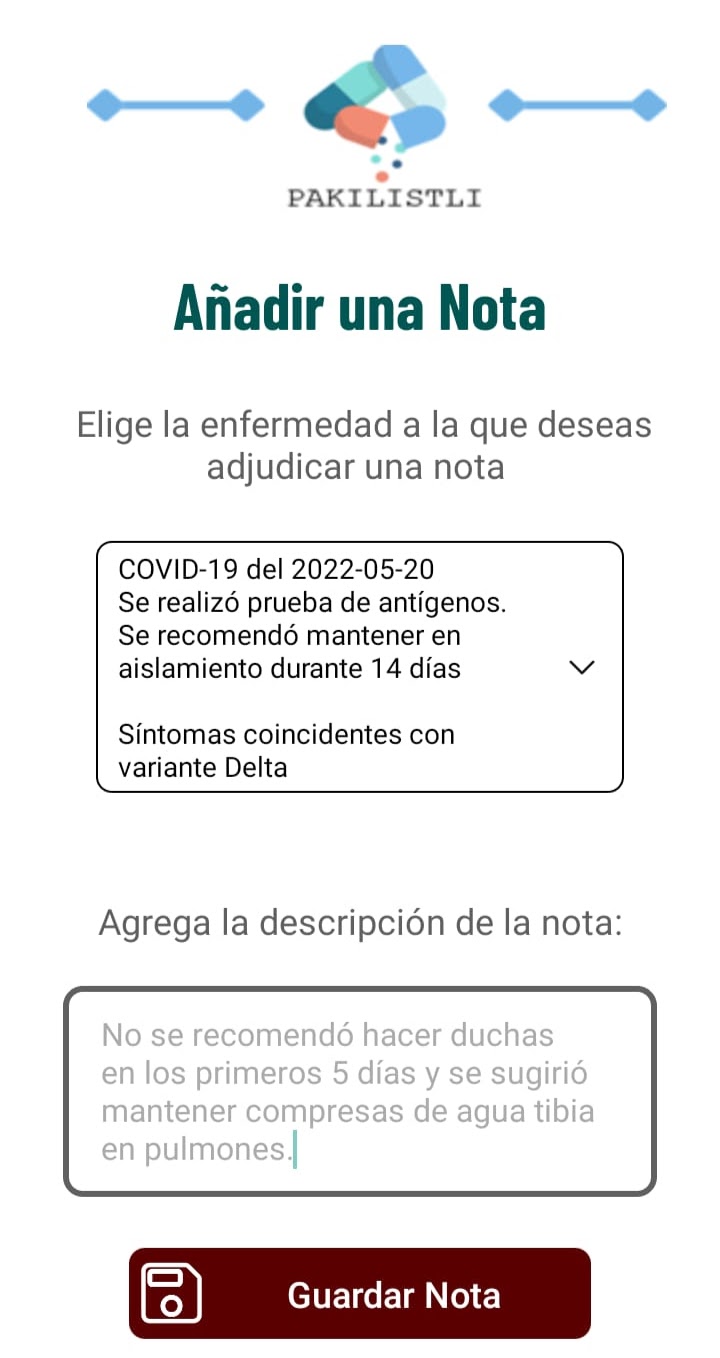 PAKILISTLI
Añadir una Nota
Elige la enfermedad a la que deseas
adjudicar una nota
COVID-19 del 2022-05-20
Se realizó prueba de antígenos.
Se recomendó mantener en
aislamiento durante 14 días
Síntomas coincidentes con
variante Delta
Agrega la descripción de la nota:
No se recomendó hacer duchas
en los primeros 5 días y se sugirió
mantener compresas de agua tibia
en pulmones.
Guardar Nota